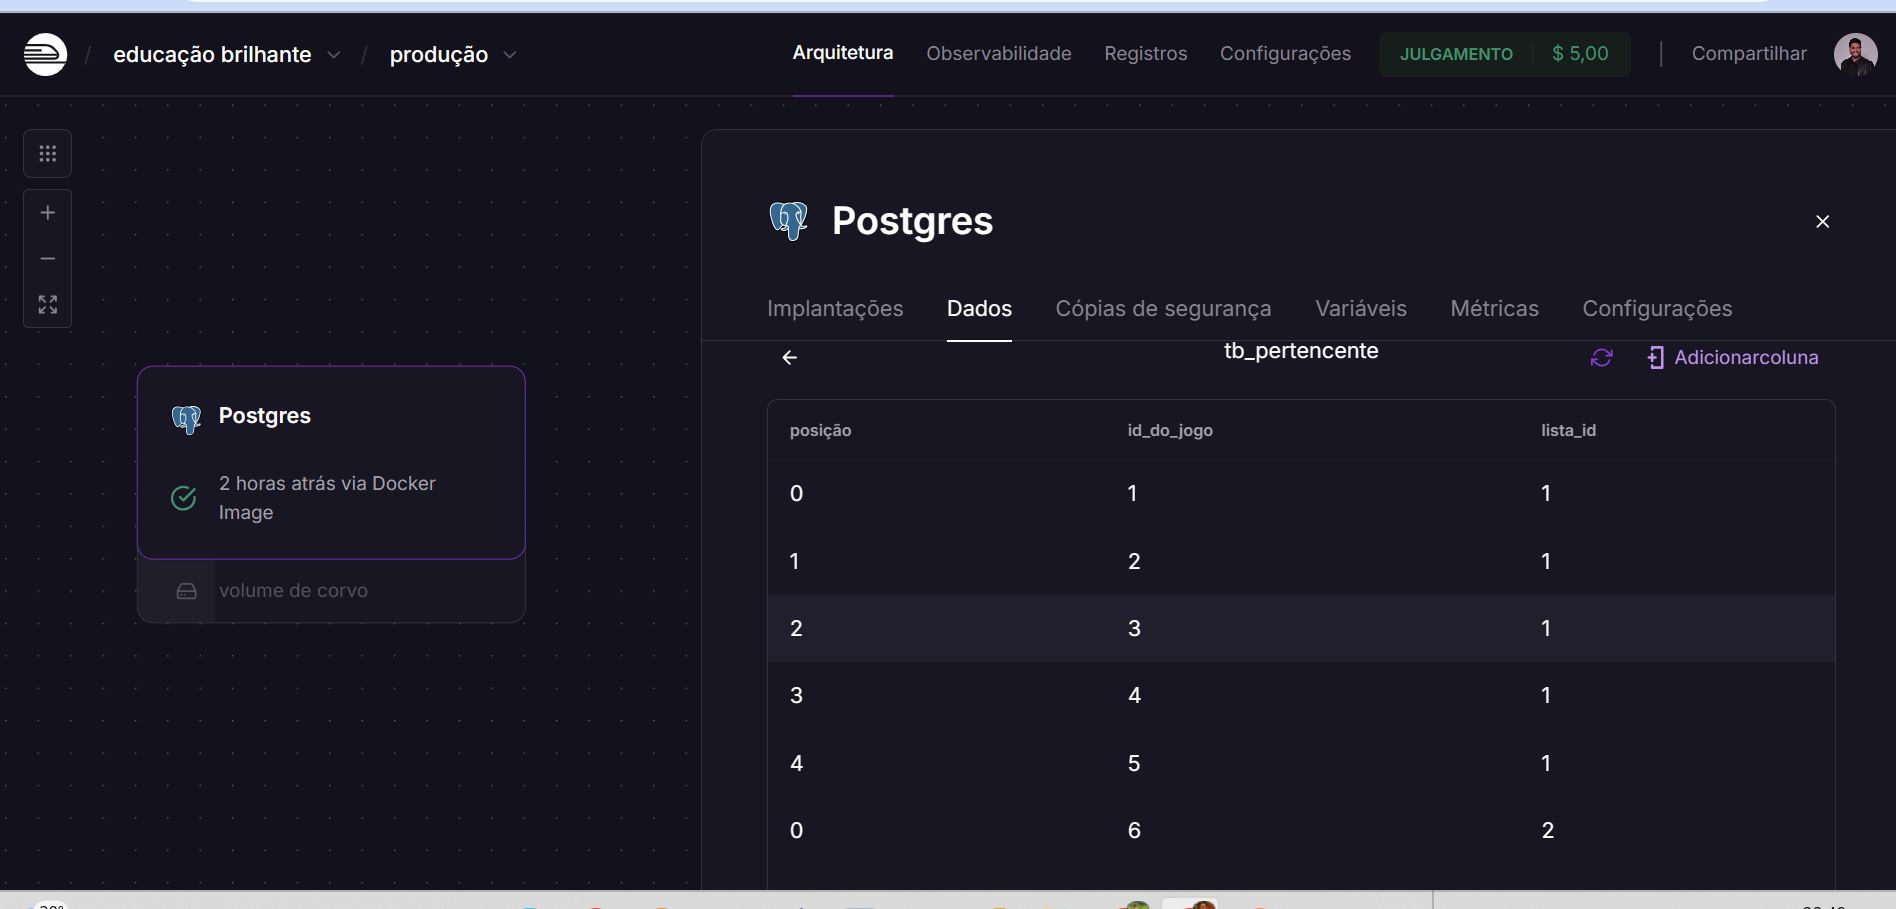 / educação brilhante / produção
Arquitetura Observabilidade Registros Configurações JULGAMENTO $ 5,00 | Compartilhar
Postgres
Implantações Dados Cópias de segurança Variáveis Métricas Configurações
tb_pertencente Adicionarcoluna
posição id_do_jogo lista_id
0 1 1
1 2 1
2 3 1
3 4 1
4 5 1
0 6 2
Postgres
2 horas atrás via Docker
Image
volume de corvo